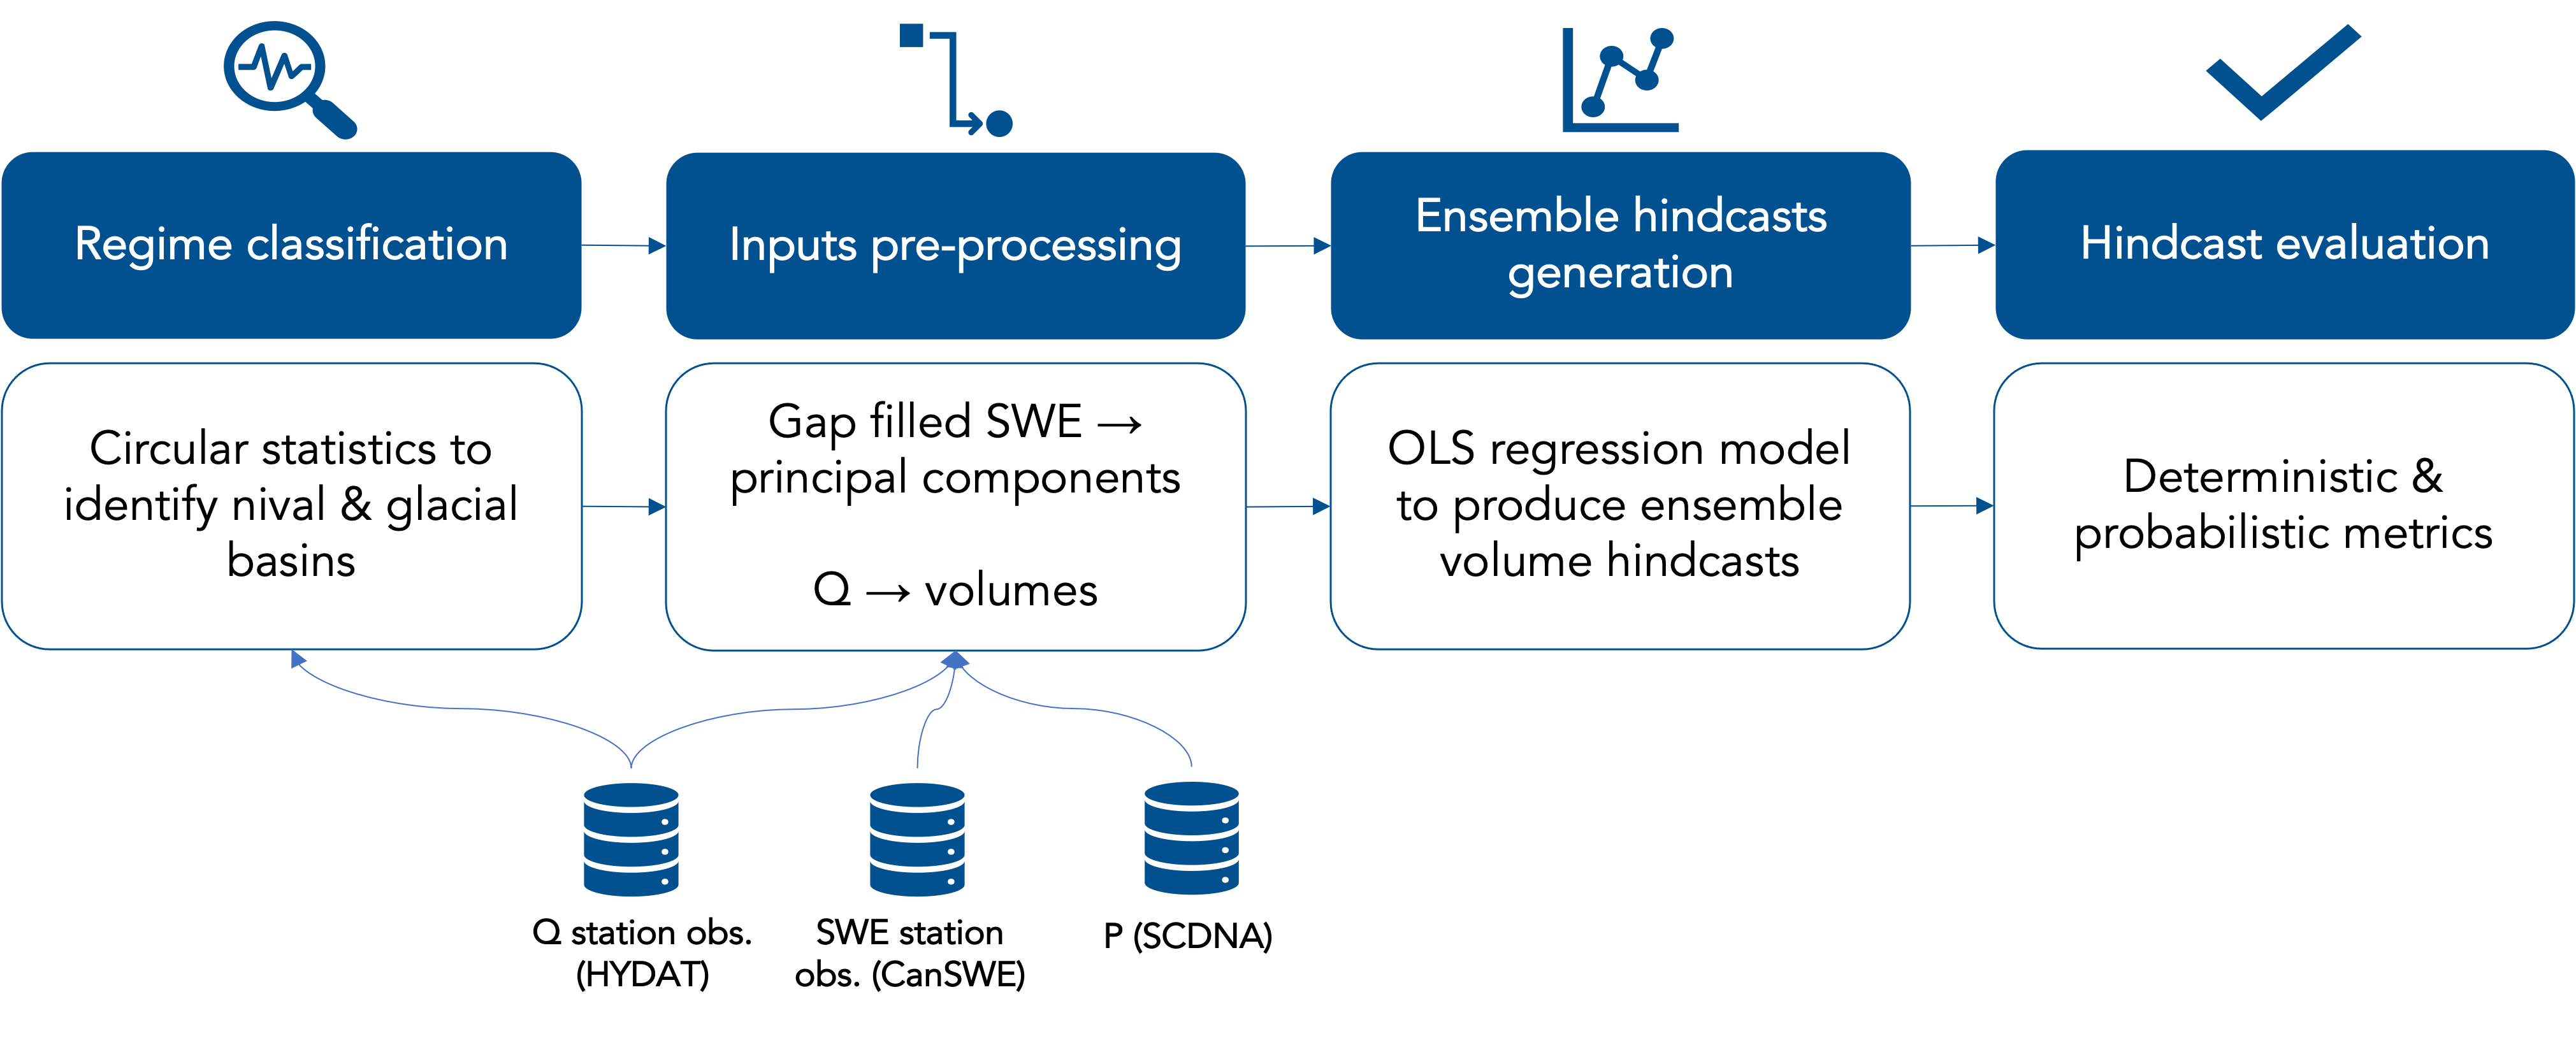 Regime classification
Inputs pre-processing
Ensemble hindcasts
generation
Hindcast evaluation
Circular statistics to
identify nival & glacial
basins
Gap filled SWE →
principal components
Q → volumes
OLS regression model
to produce ensemble
volume hindcasts
Deterministic &
probabilistic metrics
Q station obs.
(HYDAT)
SWE station
obs. (CanSWE)
P (SCDNA)